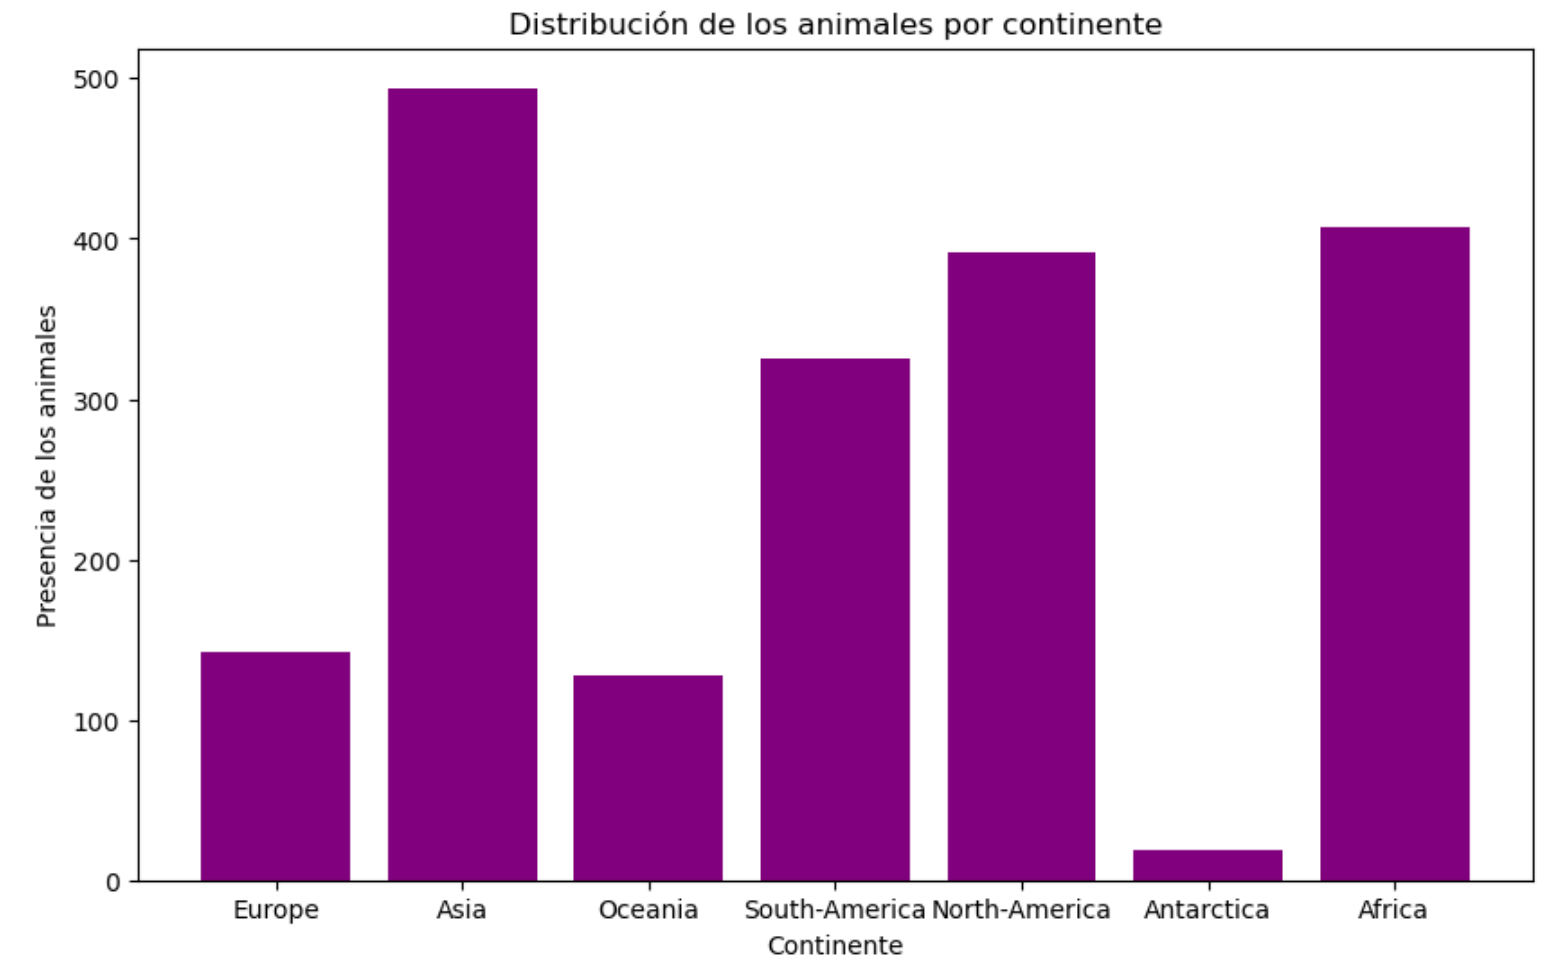 Distribución de los animales por continente
500
400
300
200
100
0
Presencia de los animales
Europe Asia Oceania South-America North-America Antarctica Africa
Continente